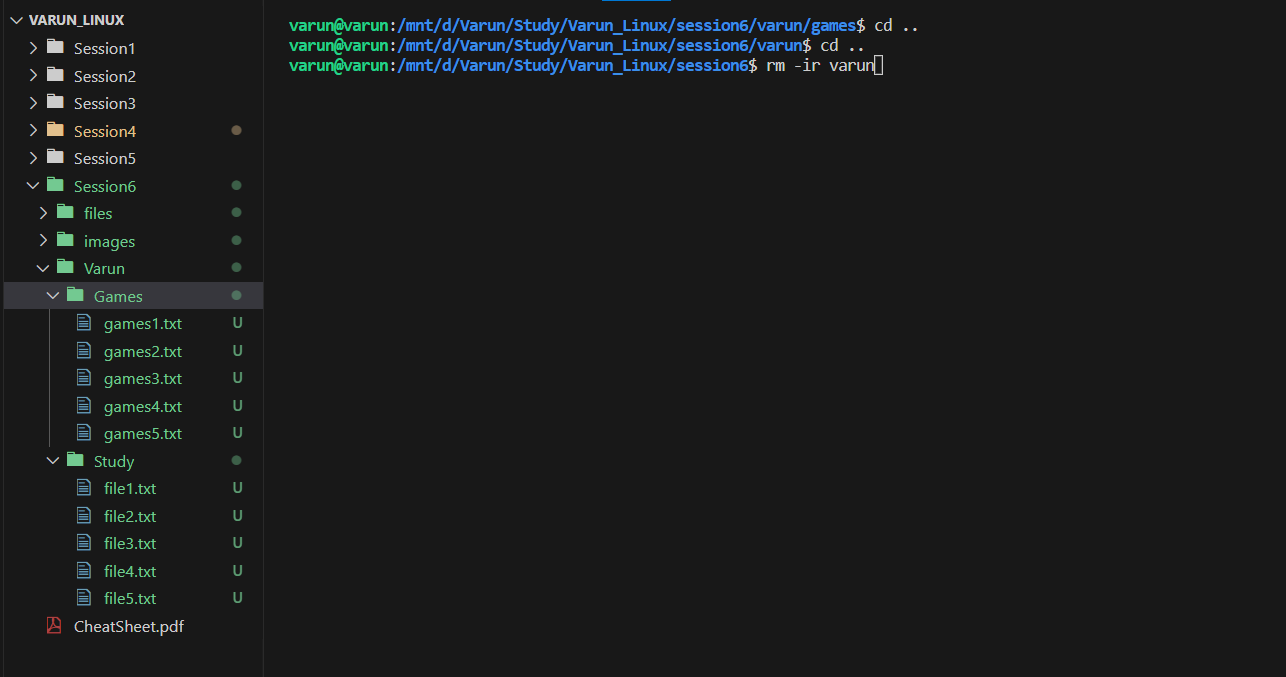 VARUN_LINUX
Session1
Session2
Session3
Session4
Session5
Session6
files
images
Varun
Games
games1.txt U
games2.txt U
games3.txt U
games4.txt U
games5.txt U
Study
file1.txt U
file2.txt U
file3.txt U
file4.txt U
file5.txt U
CheatSheet.pdf
varun@varun:/mnt/d/Varun/Study/Varun_Linux/session6/varun/games$ cd ..
varun@varun:/mnt/d/Varun/Study/Varun_Linux/session6/varun$ cd ..
varun@varun:/mnt/d/Varun/Study/Varun_Linux/session6$ rm -ir varun